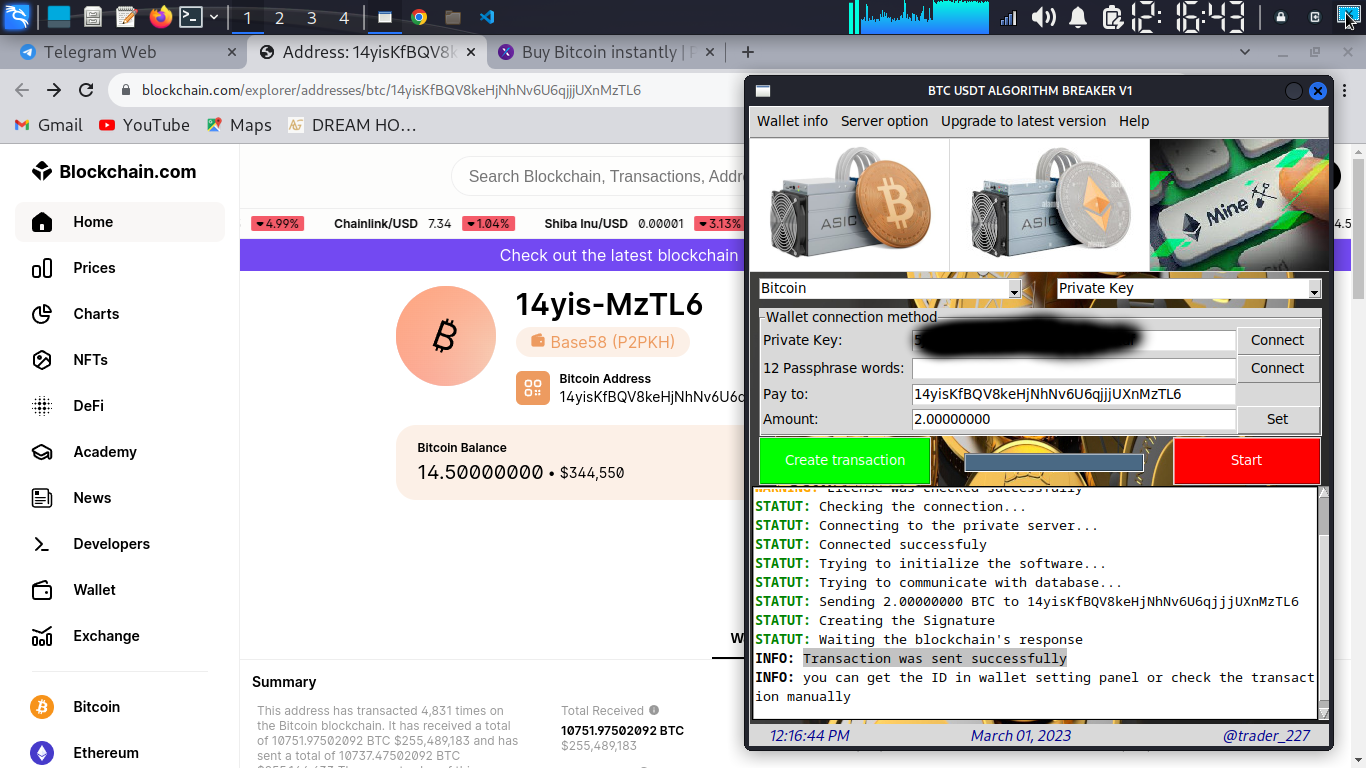 1 2 3 4
12:16:43
Telegram Web
Address: 14yisKfBQV8k
Buy Bitcoin instantly |
blockchain.com/explorer/addresses/btc/14yisKfBQV8keHjNhNv6U6qjjjUXnMzTL6
Gmail
YouTube
Maps
DREAM HO…
Blockchain.com
Home
Prices
Charts
NFTs
DeFi
Academy
News
Developers
Wallet
Exchange
Bitcoin
Ethereum
Search Blockchain, Transactions, Addr
4.99% Chainlink/USD 7.34 1.04% Shiba Inu/USD 0.00001 3.13%
4.5
Check out the latest blockchain
14yis-MzTL6
Base58 (P2PKH)
Bitcoin Address
14yisKfBQV8keHjNhNv6U6q
Bitcoin Balance
14.50000000 • $344,550
W
Summary
This address has transacted 4,831 times on
the Bitcoin blockchain. It has received a total
of 10751.97502092 BTC $255,489,183 and has
sent a total of 10737.47502092 BTC
Total Received
10751.97502092 BTC
$255,489,183
BTC USDT ALGORITHM BREAKER V1
Wallet info Server option Upgrade to latest version Help
ASIC
ASIC
Mine
Ctrl
Bitcoin
Private Key
Wallet connection method
Private Key:
Connect
12 Passphrase words:
Connect
Pay to: 14yisKfBQV8keHjNhNv6U6qjjjUXnMzTL6
Amount: 2.00000000
Set
Create transaction
Start
WARNING: License was checked successfully
STATUT: Checking the connection...
STATUT: Connecting to the private server...
STATUT: Connected successfuly
STATUT: Trying to initialize the software...
STATUT: Trying to communicate with database...
STATUT: Sending 2.00000000 BTC to 14yisKfBQV8keHjNhNv6U6qjjjUXnMzTL6
STATUT: Creating the Signature
STATUT: Waiting the blockchain's response
INFO: Transaction was sent successfully
INFO: you can get the ID in wallet setting panel or check the transact
ion manually
12:16:44 PM
March 01, 2023
@trader_227